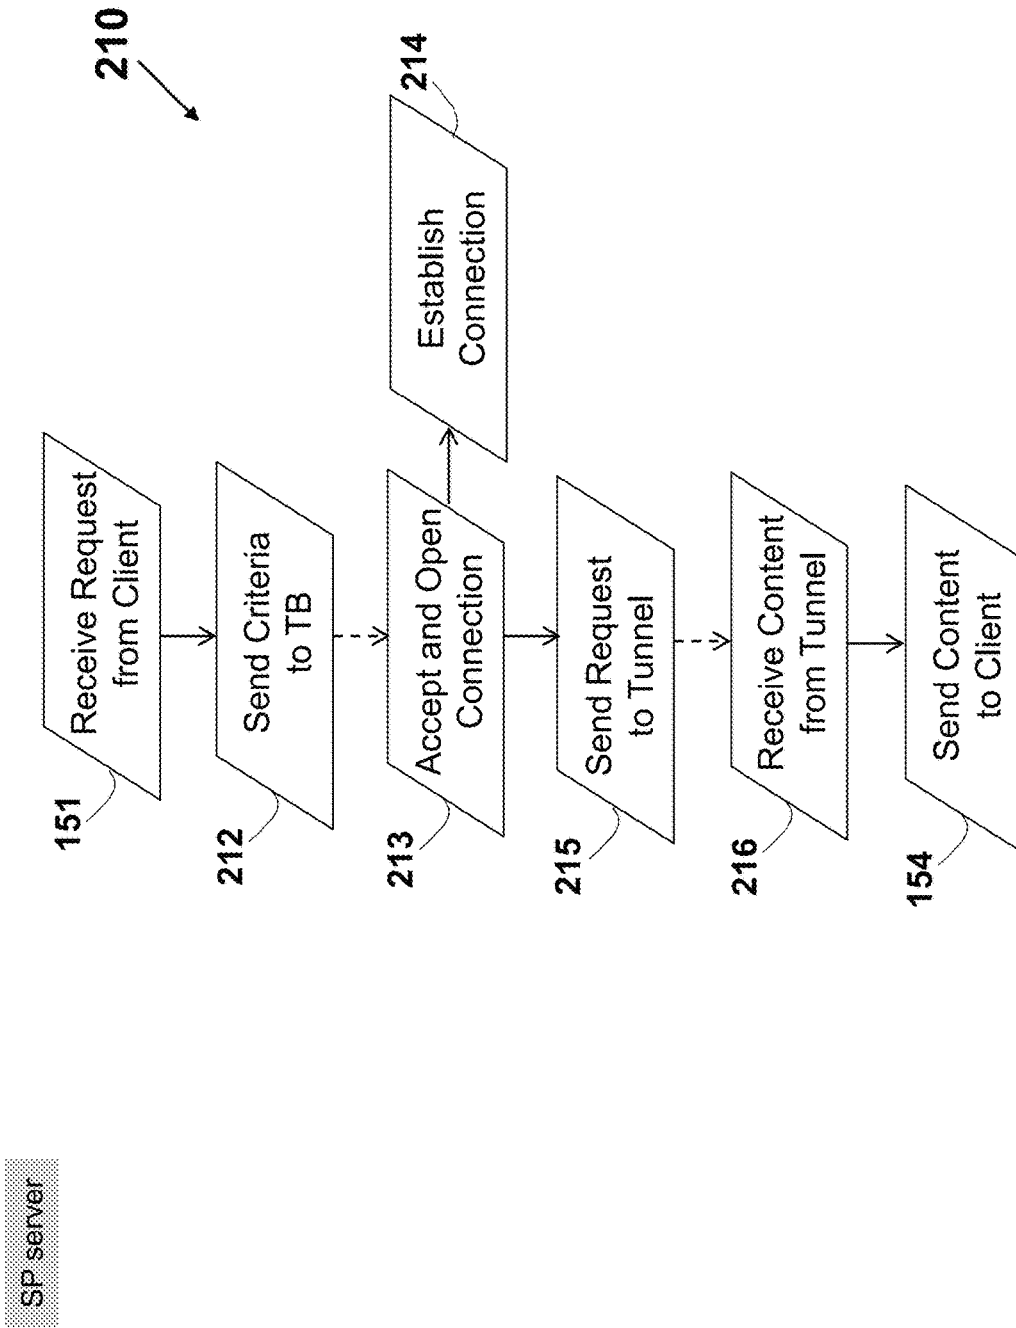 SP server
210
151
Receive Request
from Client
212
Send Criteria
to TB
213
Accept and Open
Connection
214
Establish
Connection
215
Send Request
to Tunnel
216
Receive Content
from Tunnel
154
Send Content
to Client